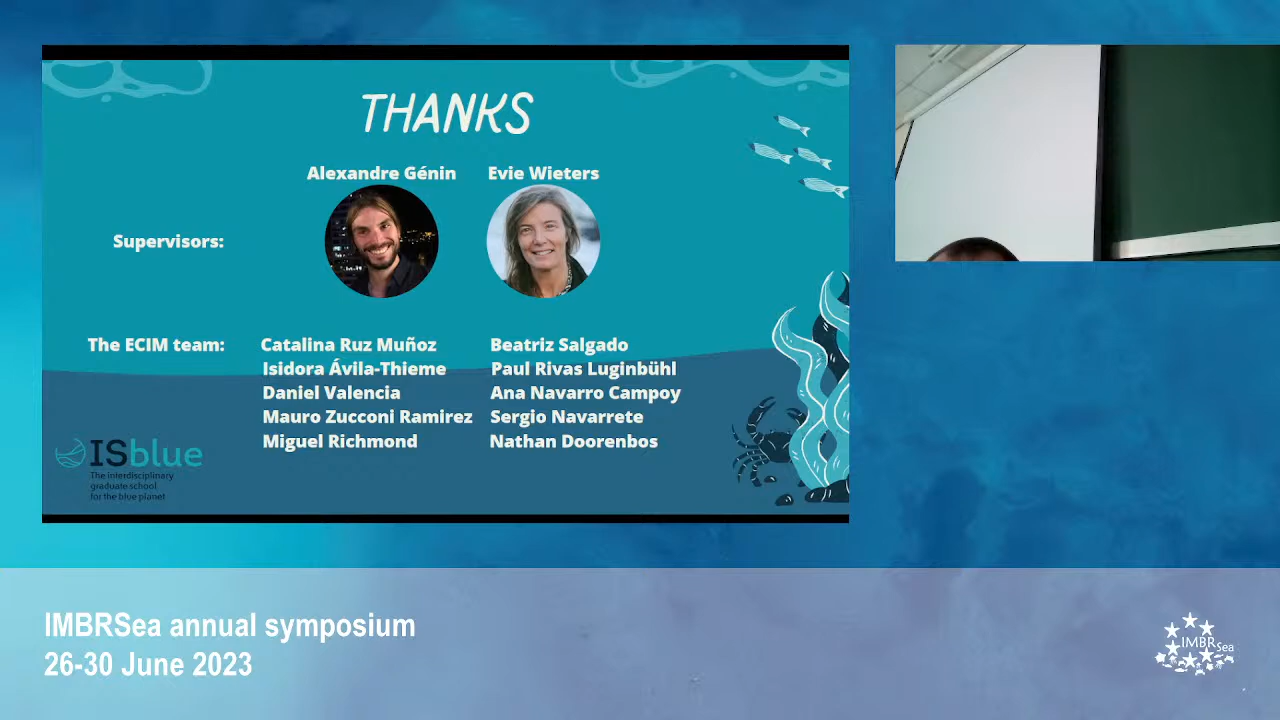 THANKS
Alexandre Génin Evie Wieters
Supervisors:
The ECIM team: Catalina Ruz Muñoz Beatriz Salgado
Isidora Ávila-Thieme Paul Rivas Luginbühl
Daniel Valencia Ana Navarro Campoy
Mauro Zucconi Ramirez Sergio Navarrete
Miguel Richmond Nathan Doorenbos
ISblue
The interdisciplinary
graduate school
for the blue planet
IMBRSea annual symposium
26-30 June 2023
IMBRSea